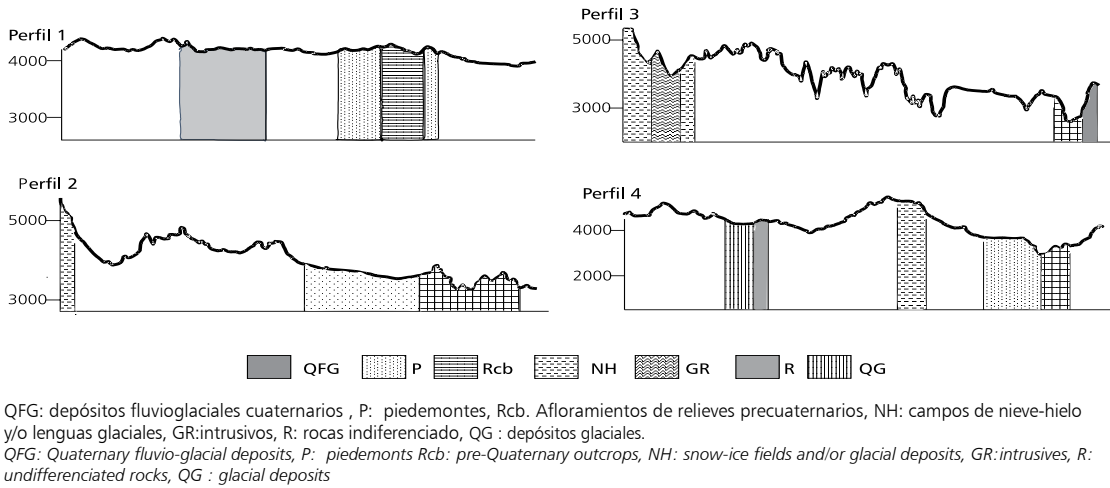 Perfil 1
4000
3000
Perfil 2
5000
3000
Perfil 3
5000
3000
Perfil 4
4000
2000
QFG P Rcb NH GR R QG
QFG: depósitos fluvioglaciales cuaternarios , P: piedemontes, Rcb. Afloramientos de relieves precuaternarios, NH: campos de nieve-hielo
y/o lenguas glaciales, GR:intrusivos, R: rocas indiferenciado, QG : depósitos glaciales.
QFG: Quaternary fluvio-glacial deposits, P: piedemonts Rcb: pre-Quaternary outcrops, NH: snow-ice fields and/or glacial deposits, GR:intrusives, R:
undifferenciated rocks, QG : glacial deposits